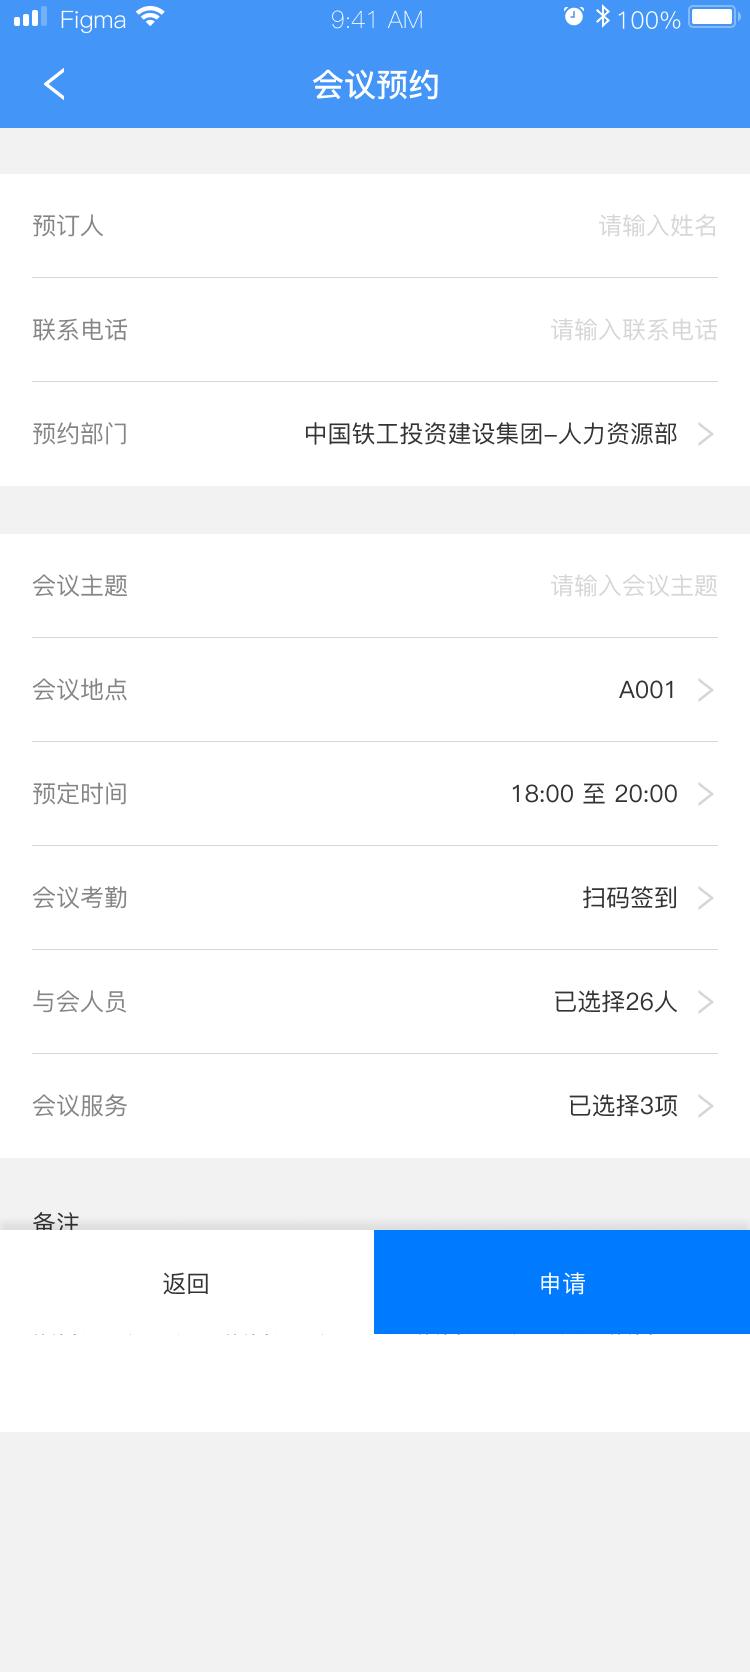 Figma 9:41 AM 100%
会议预约
预订人 请输入姓名
联系电话 请输入联系电话
预约部门 中国铁工投资建设集团-人力资源部
会议主题 请输入会议主题
会议地点 A001
预定时间 18:00 至 20:00
会议考勤 扫码签到
与会人员 已选择26人
会议服务 已选择3项
备注
返回 申请